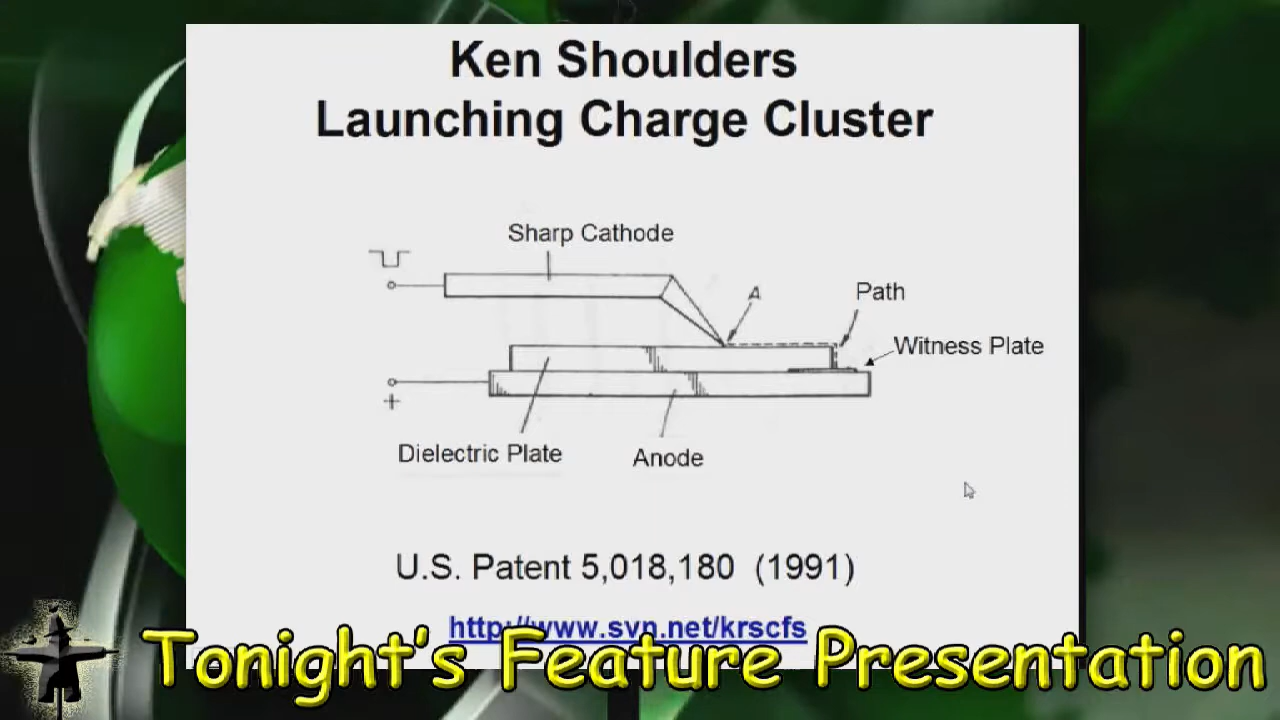 Ken Shoulders
Launching Charge Cluster
Sharp Cathode
A
Path
Witness Plate
+
Dielectric Plate
Anode
U.S. Patent 5,018,180 (1991)
http://www.svn.net/krscfs
Tonight's Feature Presentation